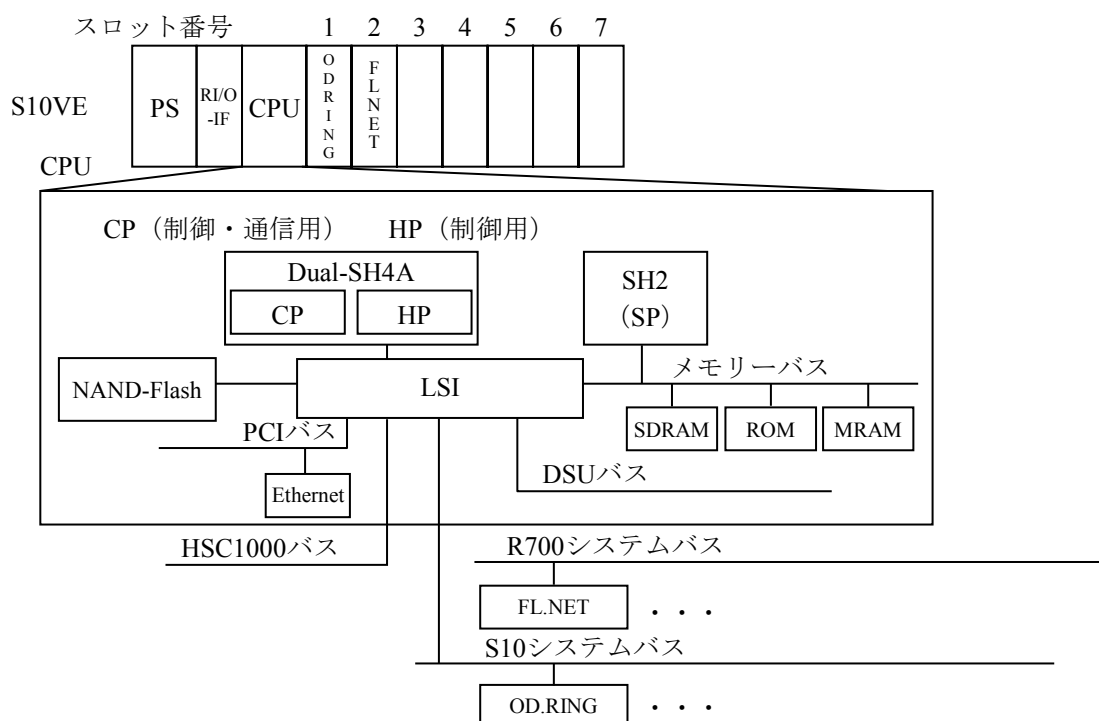 スロット番号 1 2 3 4 5 6 7
S10VE
PS
RI/O
-IF
CPU
ODRING
FLNET
CPU
CP（制御・通信用） HP（制御用）
Dual-SH4A
CP HP
SH2
（SP）
NAND-Flash
LSI
メモリーバス
SDRAM ROM MRAM
PCIバス
Ethernet
DSUバス
HSC1000バス
R700システムバス
FL.NET ・・・
S10システムバス
OD.RING ・・・